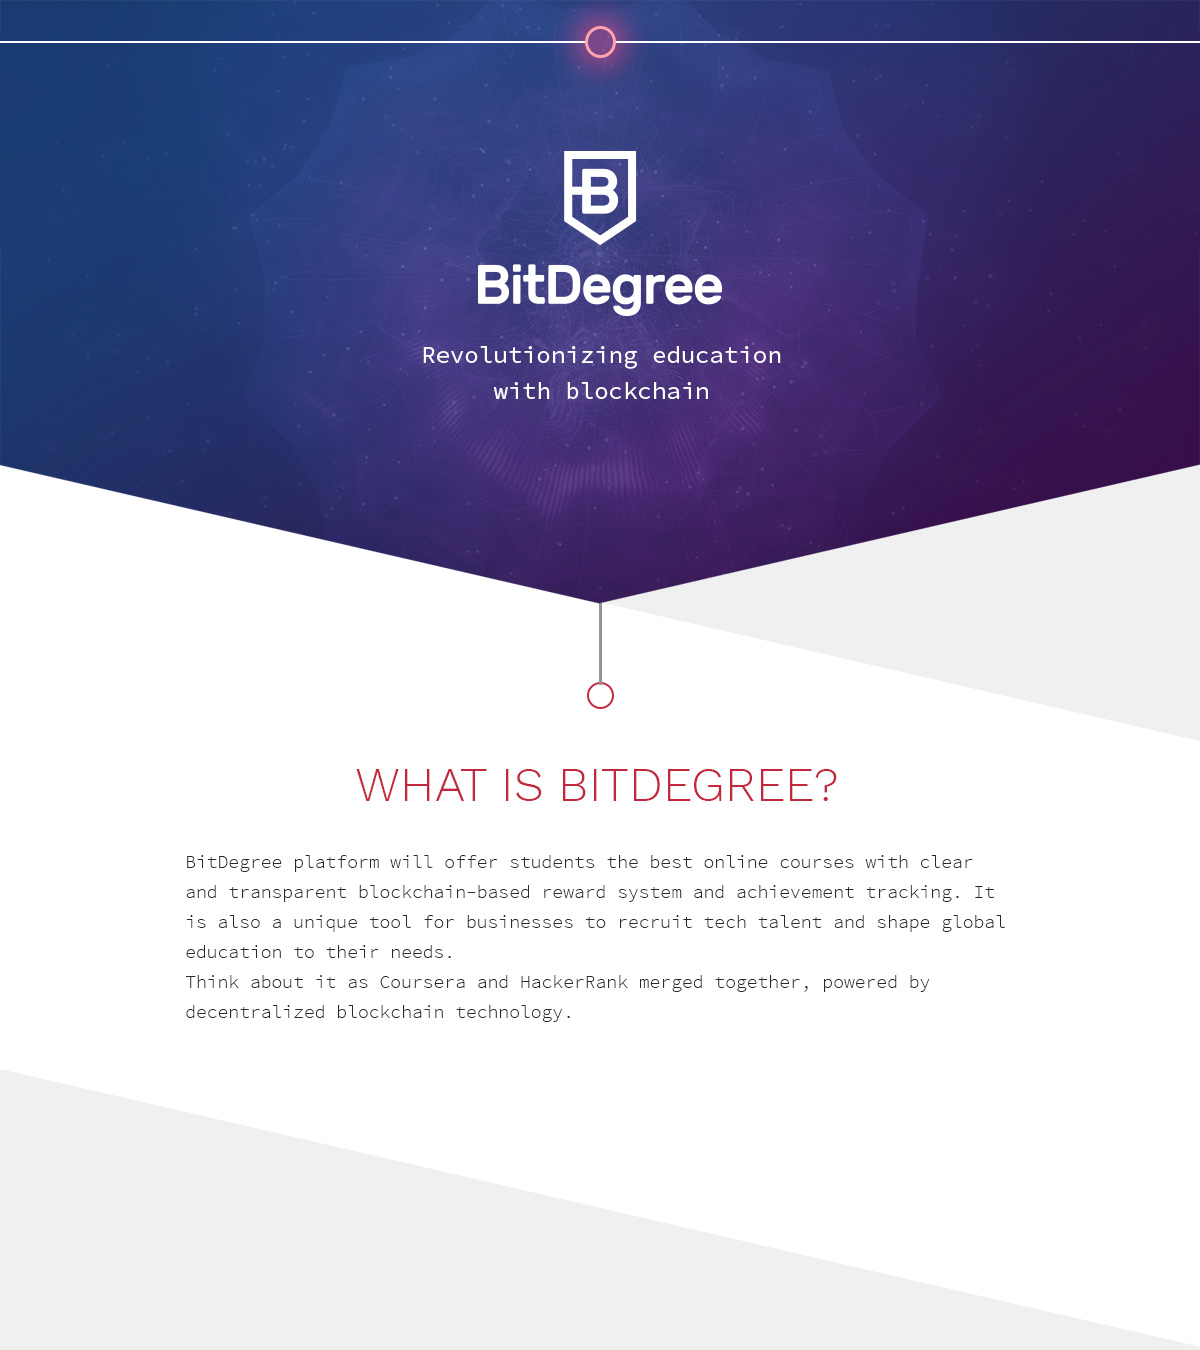 B
BitDegree
Revolutionizing education
with blockchain
WHAT IS BITDEGREE?
BitDegree platform will offer students the best online courses with clear
and transparent blockchain-based reward system and achievement tracking. It
is also a unique tool for businesses to recruit tech talent and shape global
education to their needs.
Think about it as Coursera and HackerRank merged together, powered by
decentralized blockchain technology.